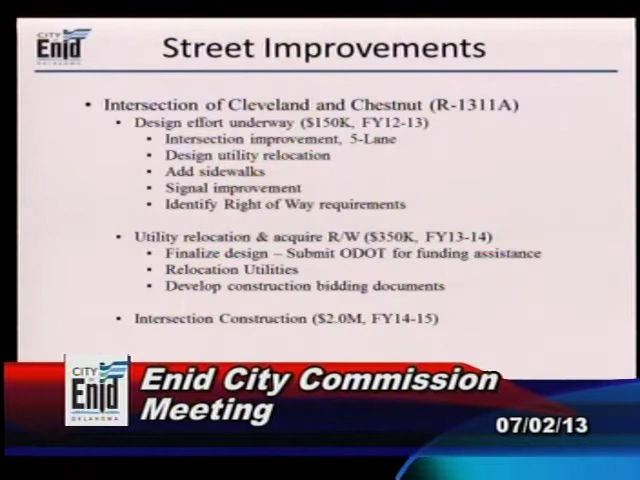 CITY
Enid
OKLAHOMA
Street Improvements
• Intersection of Cleveland and Chestnut (R-1311A)
• Design effort underway ($150K, FY12-13)
• Intersection improvement, 5-Lane
• Design utility relocation
• Add sidewalks
• Signal improvement
• Identify Right of Way requirements
• Utility relocation & acquire R/W ($350K, FY13-14)
• Finalize design – Submit ODOT for funding assistance
• Relocation Utilities
• Develop construction bidding documents
• Intersection Construction ($2.0M, FY14-15)
CITY
Enid
OKLAHOMA
Enid City Commission
Meeting
07/02/13